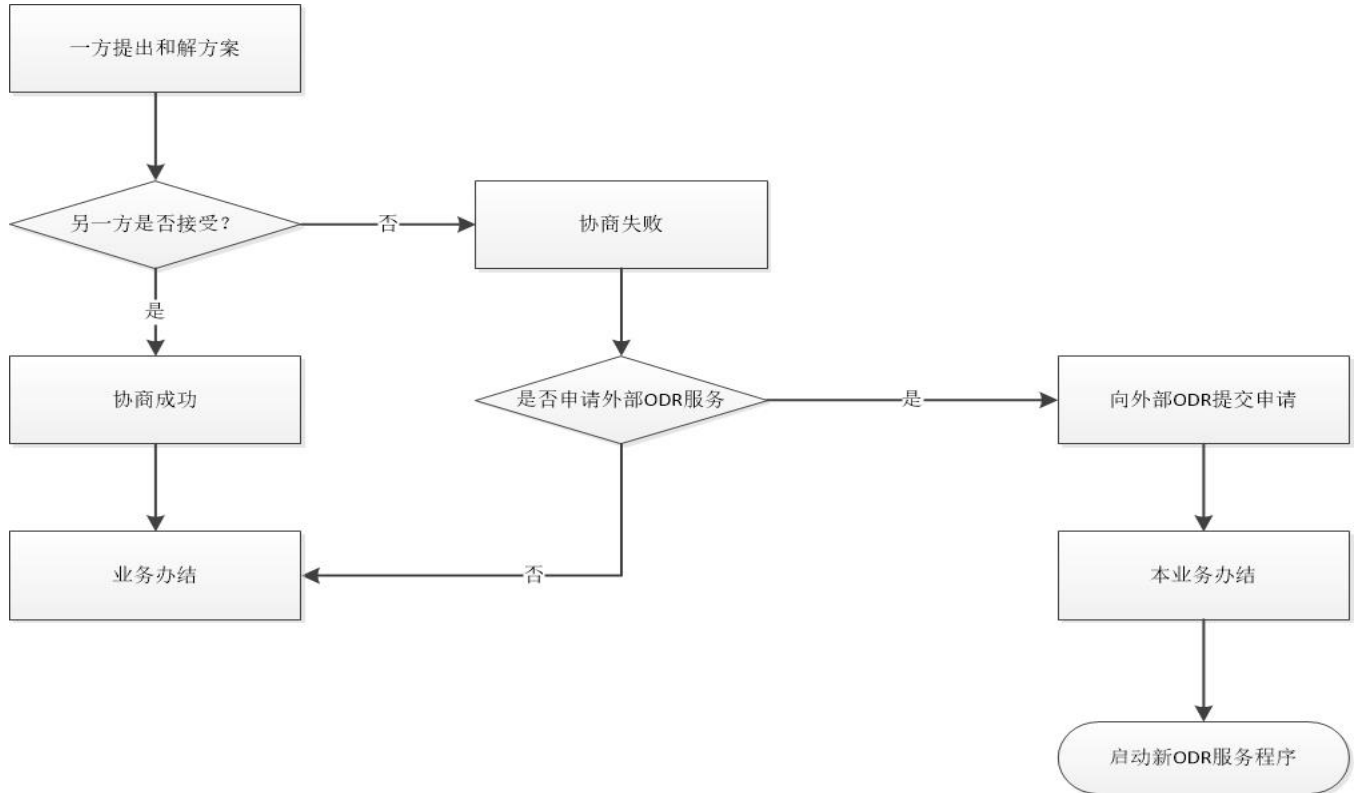 一方提出和解方案
另一方是否接受?
否
协商失败
是
协商成功
是否申请外部ODR服务
是
向外部ODR提交申请
业务办结
否
本业务办结
启动新ODR服务程序